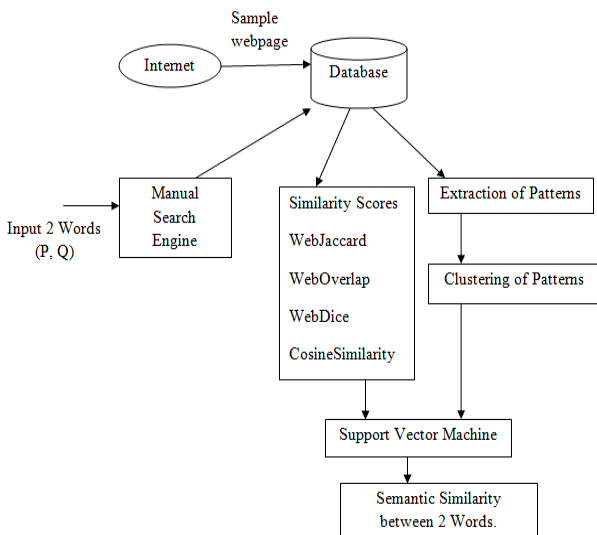 Sample
webpage
Internet
Database
Manual
Search
Engine
Input 2 Words
(P, Q)
Similarity Scores
WebJaccard
WebOverlap
WebDice
CosineSimilarity
Extraction of Patterns
Clustering of Patterns
Support Vector Machine
Semantic Similarity
between 2 Words.